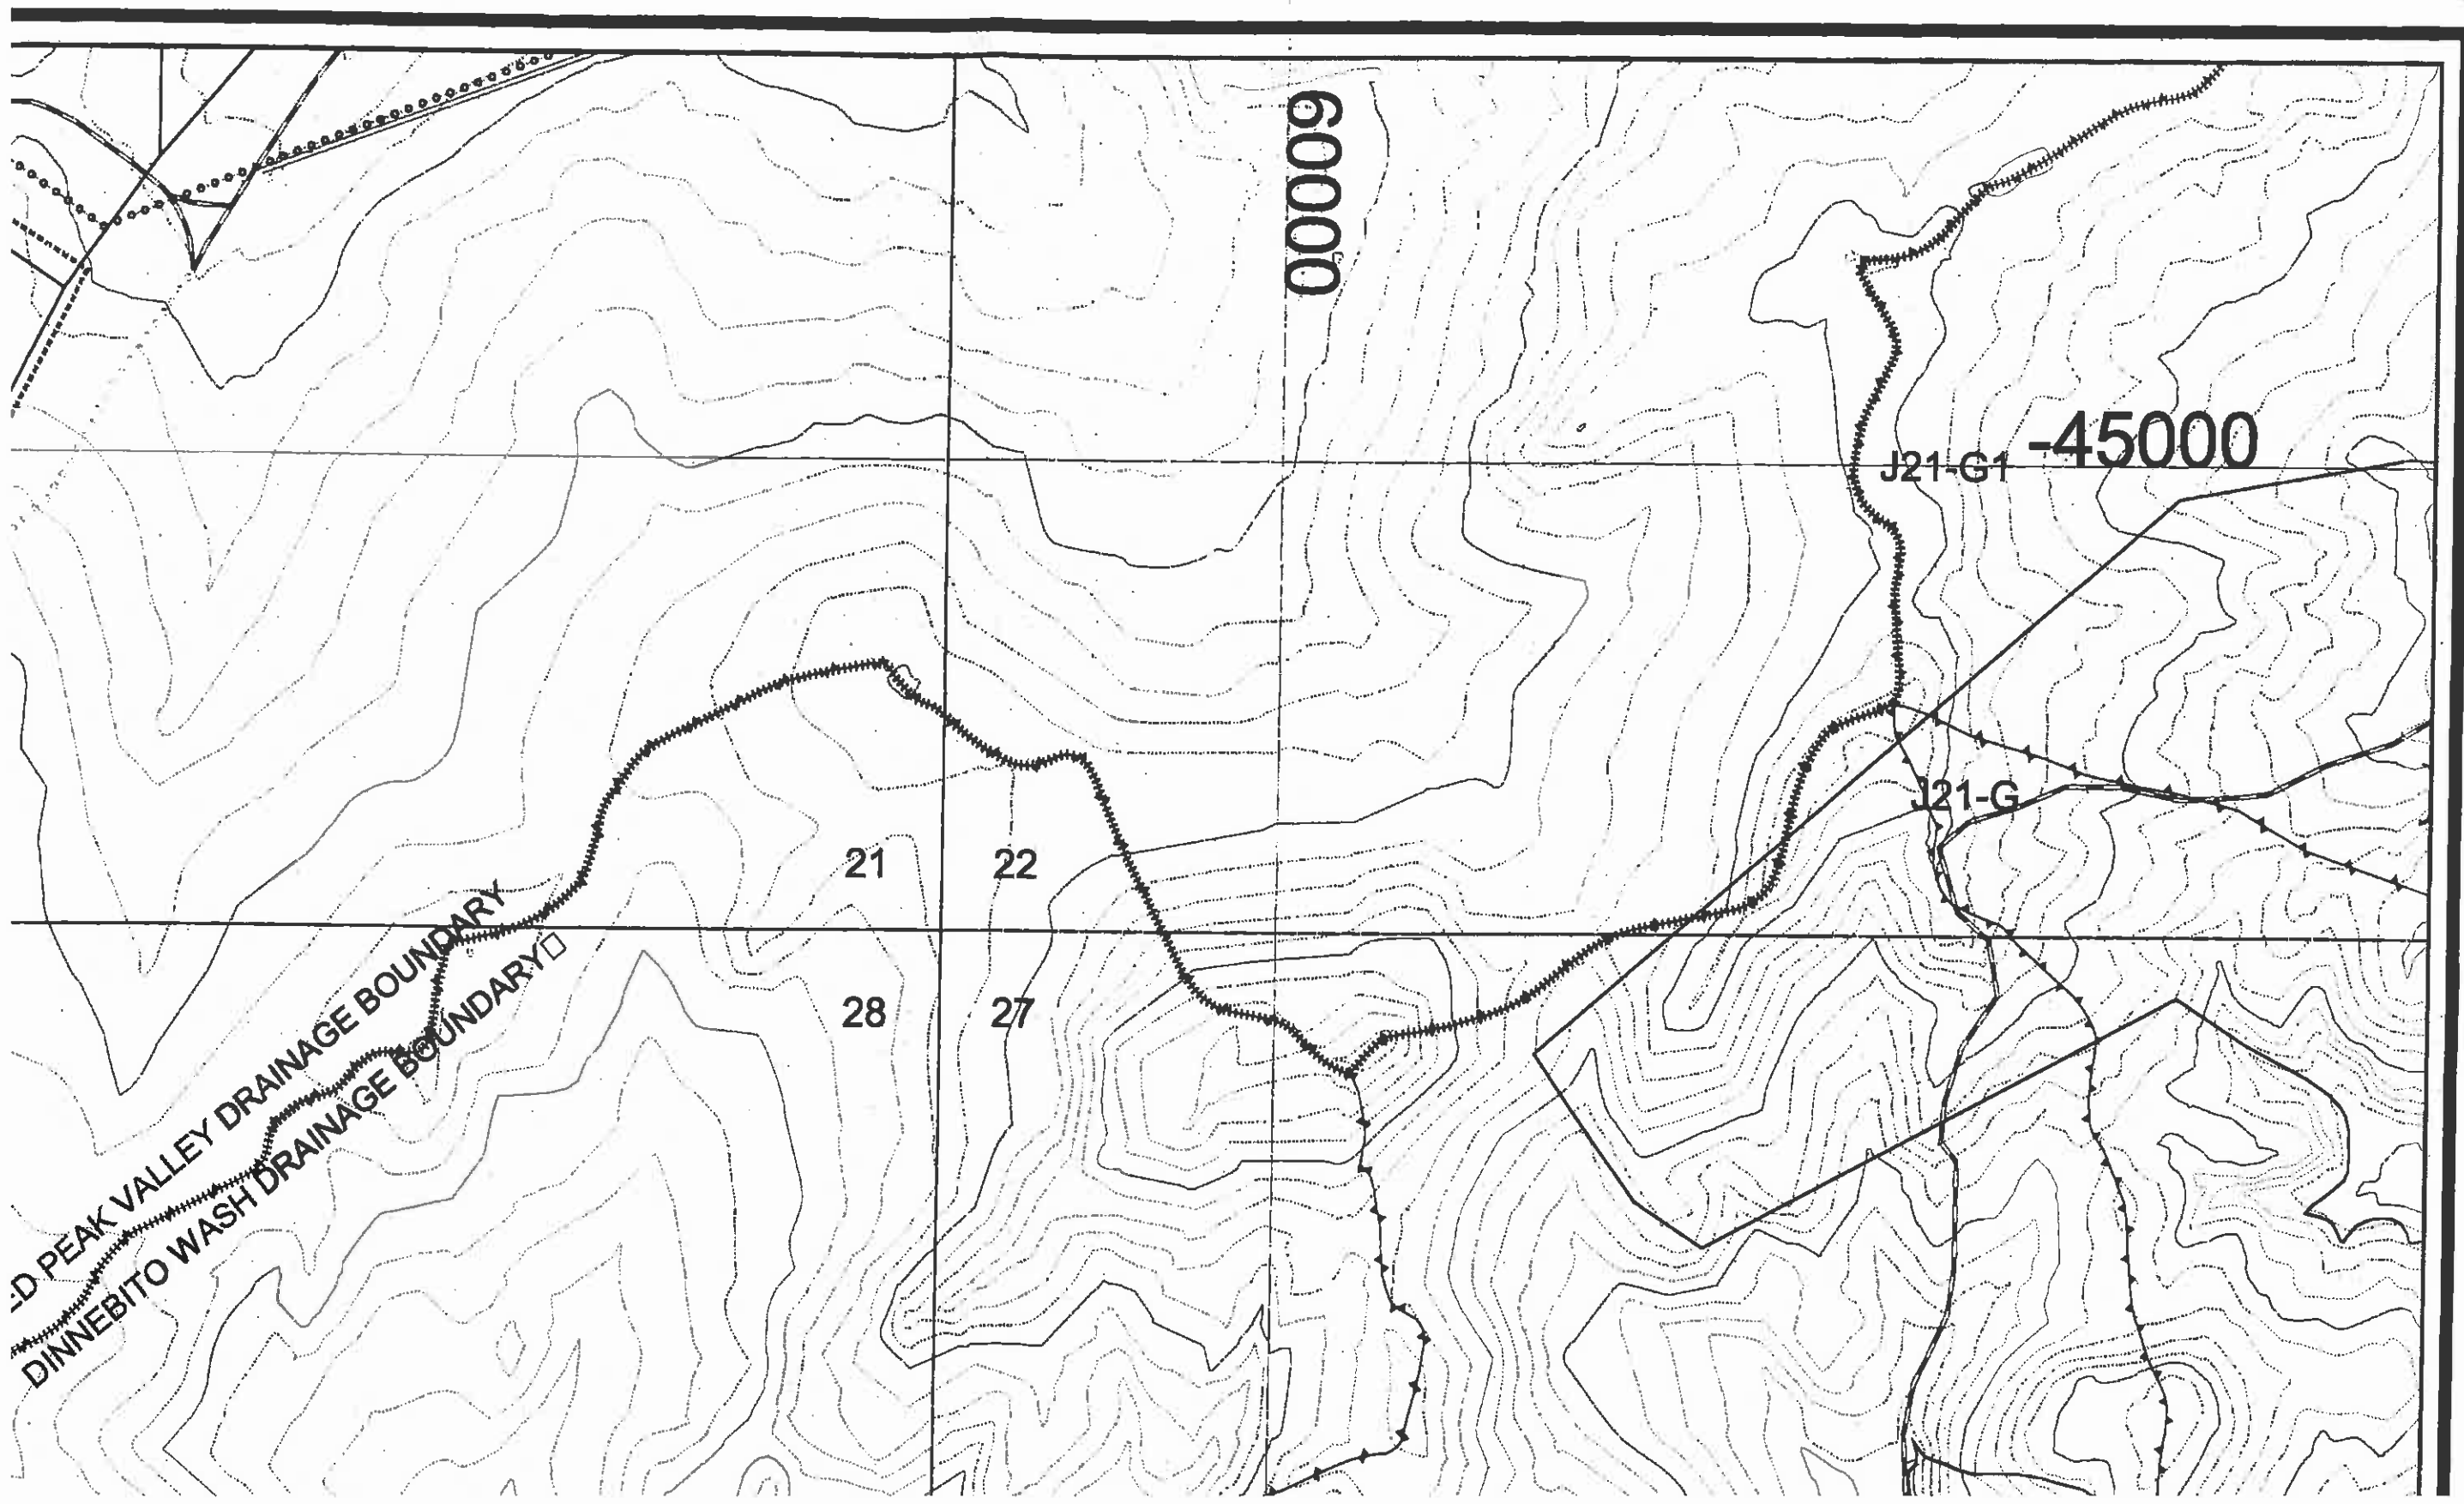 60000
-45000
J21-G1
J21-G
21
22
28
27
PEAK VALLEY DRAINAGE BOUNDARY
DINNEBITO WASH DRAINAGE BOUNDARY